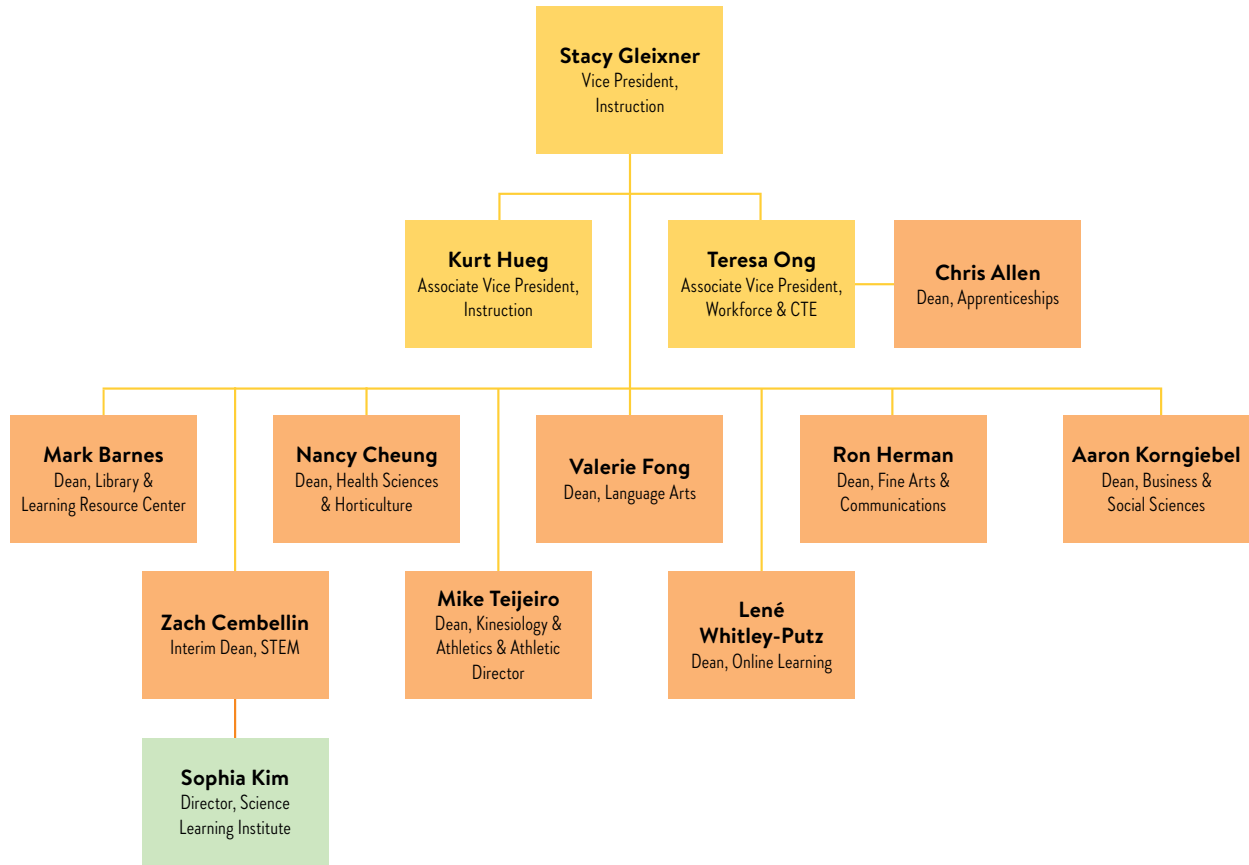 Stacy Gleixner
Vice President,
Instruction
Kurt Hueg
Associate Vice President,
Instruction
Teresa Ong
Associate Vice President,
Workforce & CTE
Chris Allen
Dean, Apprenticeships
Mark Barnes
Dean, Library &
Learning Resource Center
Nancy Cheung
Dean, Health Sciences
& Horticulture
Valerie Fong
Dean, Language Arts
Ron Herman
Dean, Fine Arts &
Communications
Aaron Korngiebel
Dean, Business &
Social Sciences
Zach Cembellin
Interim Dean, STEM
Mike Teijeiro
Dean, Kinesiology &
Athletics & Athletic
Director
Lené
Whitley-Putz
Dean, Online Learning
Sophia Kim
Director, Science
Learning Institute